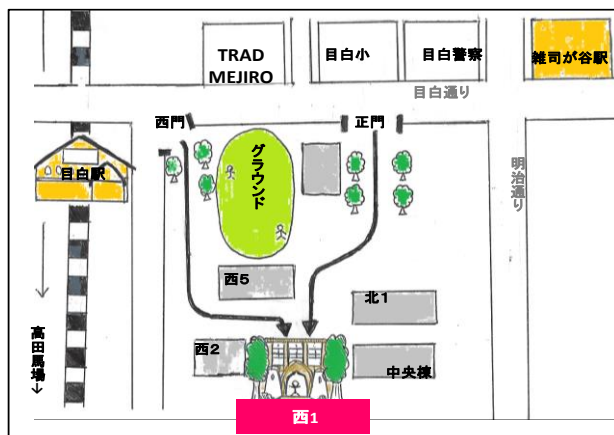 TRAD
MEJIRO
目白小
目白警察
雑司が谷駅
目白通り
西門
正門
グラウンド
目白駅
明治通り
西5
北1
高田馬場↓
西2
中央棟
西1